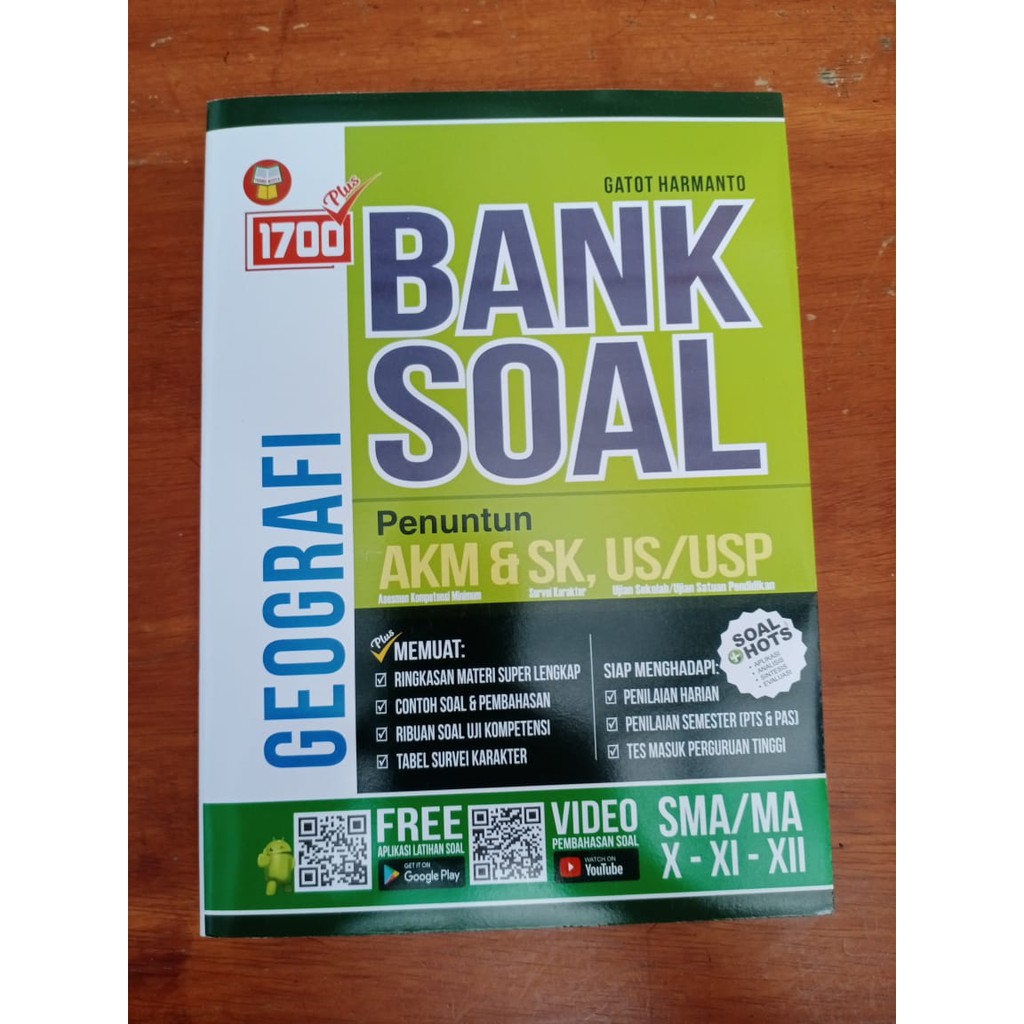 GATOT HARMANTO
1700 Plus
BANK
SOAL
GEOGRAFI
Penuntun
AKM & SK, US/USP
Asesmen Kompetensi Minimum Survei Karakter Ujian Sekolah/Ujian Satuan Pendidikan
Plus
MEMUAT:
RINGKASAN MATERI SUPER LENGKAP
CONTOH SOAL & PEMBAHASAN
RIBUAN SOAL UJI KOMPETENSI
TABEL SURVEI KARAKTER
SIAP MENGHADAPI:
PENILAIAN HARIAN
PENILAIAN SEMESTER (PTS & PAS)
TES MASUK PERGURUAN TINGGI
SOAL
+HOTS
• APLIKASI
• ANALISIS
• SINTESIS
• EVALUASI
FREE
APLIKASI LATIHAN SOAL
GET IT ON
Google Play
VIDEO
PEMBAHASAN SOAL
WATCH ON
YouTube
SMA/MA
X - XI - XII